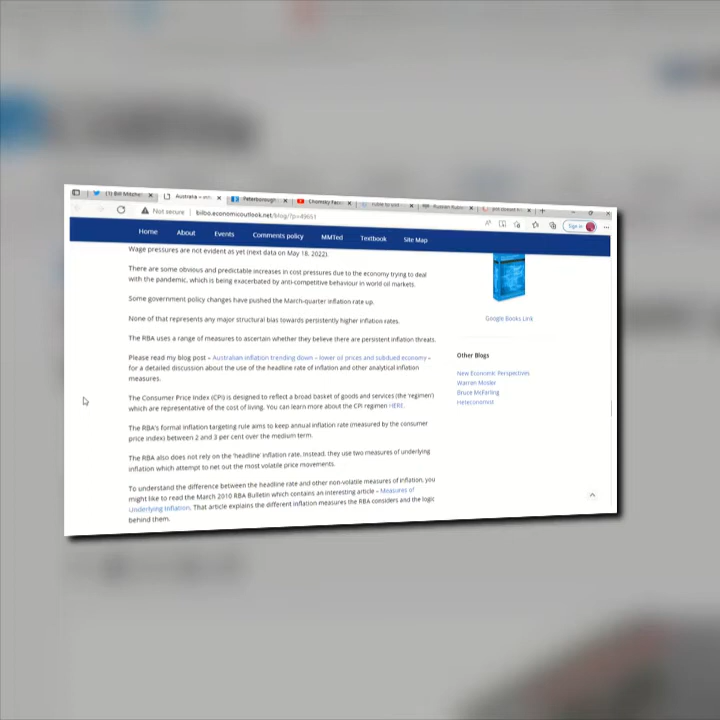 (1) Bill Mitchell
Australia
Peterborough
Not secure bilbo.economicoutlook.net/blog/?p=49651
Sign in
Home About Events Comments policy MMTed Textbook Site Map
Wage pressures are not evident as yet (next data on May 18, 2022).
There are some obvious and predictable increases in cost pressures due to the economy trying to deal
with the pandemic, which is being exacerbated by anti-competitive behaviour in world oil markets.
Some government policy changes have pushed the March-quarter inflation rate up.
None of that represents any major structural bias towards persistently higher inflation rates.
The RBA uses a range of measures to ascertain whether they believe there are persistent inflation threats.
Please read my blog post – Australian inflation trending down – lower oil prices and subdued economy –
for a detailed discussion about the use of the headline rate of inflation and other analytical inflation
measures.
The Consumer Price Index (CPI) is designed to reflect a broad basket of goods and services (the 'regimen')
which are representative of the cost of living. You can learn more about the CPI regimen HERE.
The RBA's formal inflation targeting rule aims to keep annual inflation rate (measured by the consumer
price index) between 2 and 3 per cent over the medium term.
The RBA also does not rely on the 'headline' inflation rate. Instead, they use two measures of underlying
inflation which attempt to net out the most volatile price movements.
To understand the difference between the headline rate and other non-volatile measures of inflation, you
might like to read the March 2010 RBA Bulletin which contains an interesting article – Measures of
Underlying Inflation. That article explains the different inflation measures the RBA considers and the logic
behind them.
Google Books Link
Other Blogs
New Economic Perspectives
Warren Mosler
Bruce McFarling
Heteconomist